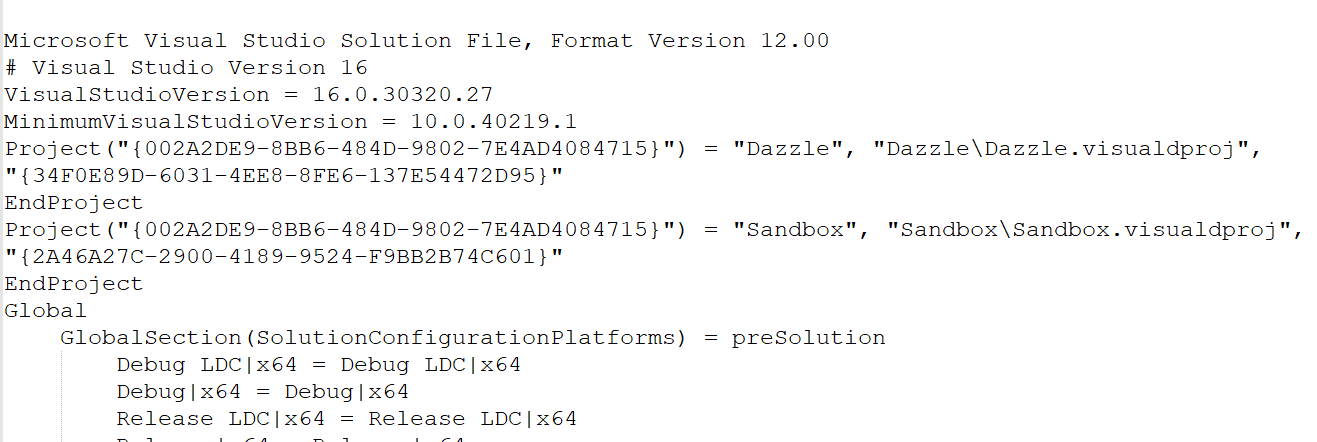 Microsoft Visual Studio Solution File, Format Version 12.00
# Visual Studio Version 16
VisualStudioVersion = 16.0.30320.27
MinimumVisualStudioVersion = 10.0.40219.1
Project("{002A2DE9-8BB6-484D-9802-7E4AD4084715}") = "Dazzle", "Dazzle\Dazzle.visualdproj",
"{34F0E89D-6031-4EE8-8FE6-137E54472D95}"
EndProject
Project("{002A2DE9-8BB6-484D-9802-7E4AD4084715}") = "Sandbox", "Sandbox\Sandbox.visualdproj",
"{2A46A27C-2900-4189-9524-F9BB2B74C601}"
EndProject
Global
    GlobalSection(SolutionConfigurationPlatforms) = preSolution
        Debug LDC|x64 = Debug LDC|x64
        Debug|x64 = Debug|x64
        Release LDC|x64 = Release LDC|x64